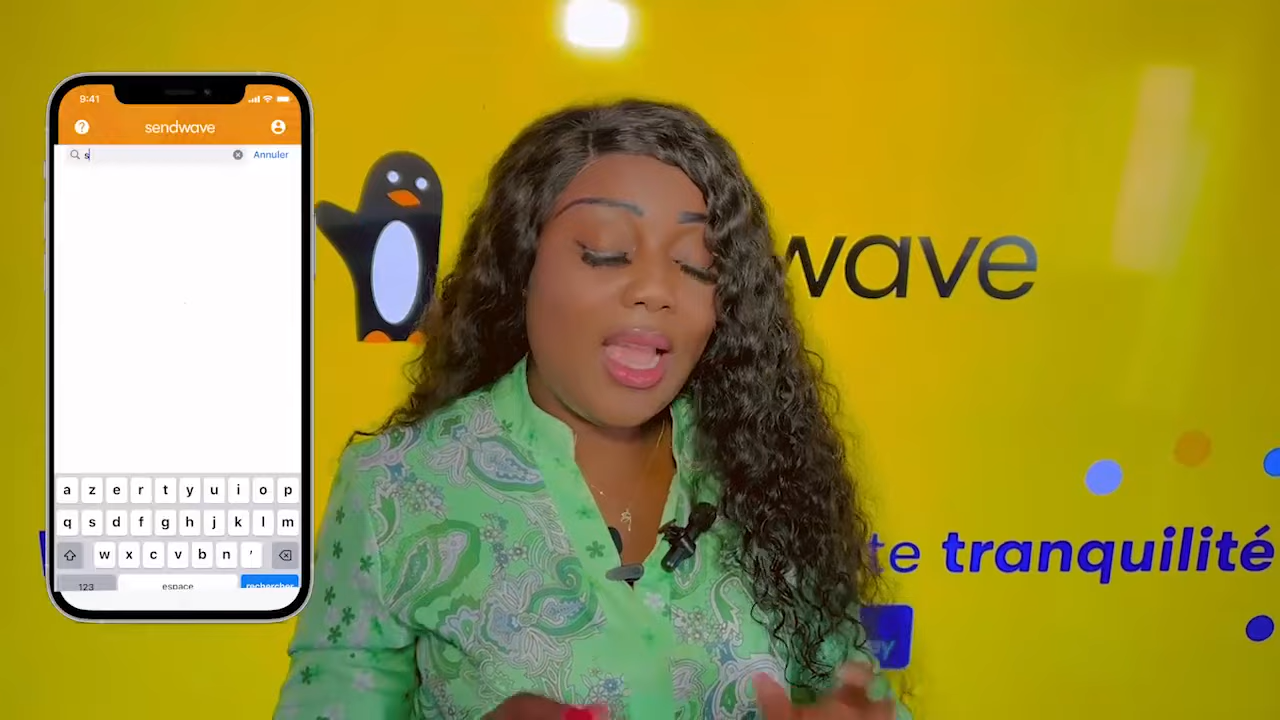 9:41
sendwave
s
Annuler
a z e r t y u i o p
q s d f g h j k l m
w x c v b n '
123 espace rechercher
wave
te tranquilité